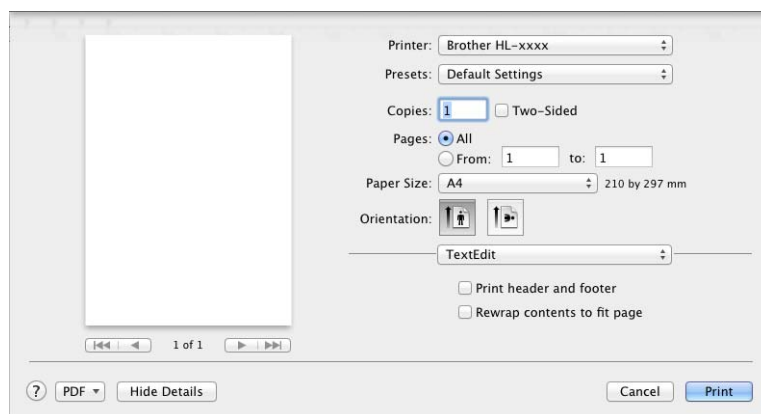 Printer: Brother HL-xxxx
Presets: Default Settings
Copies: 1 Two-Sided
Pages: All
From: 1 to: 1
Paper Size: A4 210 by 297 mm
Orientation:
TextEdit
Print header and footer
Rewrap contents to fit page
1 of 1
? PDF Hide Details Cancel Print